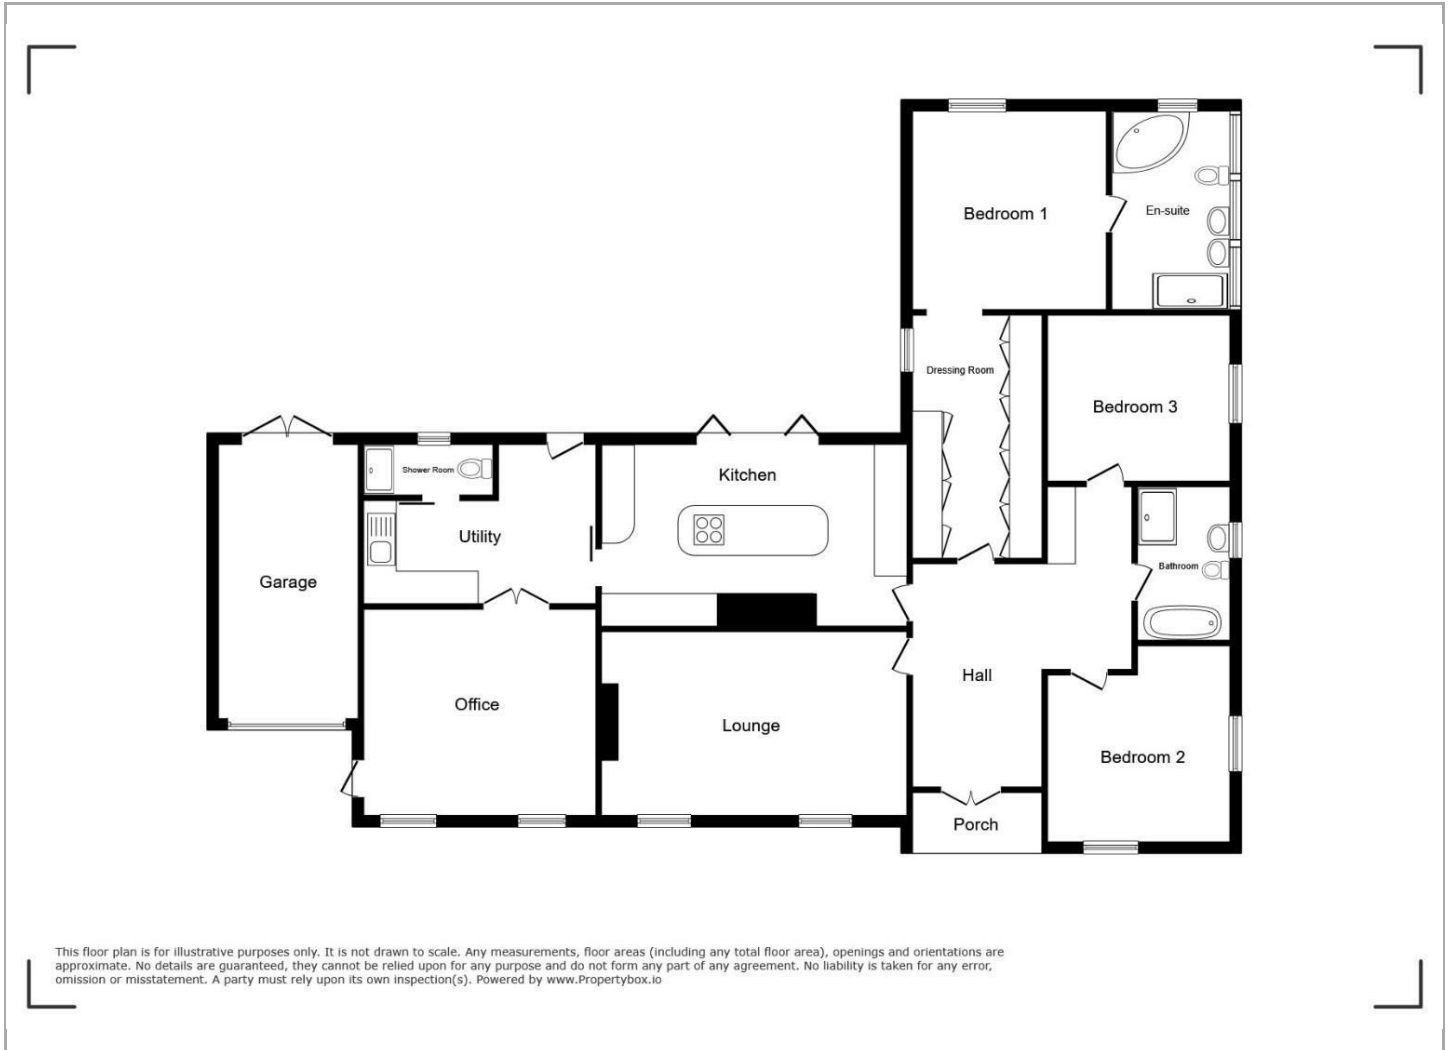 Bedroom 1
En-suite
Dressing Room
Bedroom 3
Shower Room
Kitchen
Utility
Garage
Bathroom
Hall
Office
Lounge
Bedroom 2
Porch
This floor plan is for illustrative purposes only. It is not drawn to scale. Any measurements, floor areas (including any total floor area), openings and orientations are
approximate. No details are guaranteed, they cannot be relied upon for any purpose and do not form any part of any agreement. No liability is taken for any error,
omission or misstatement. A party must rely upon its own inspection(s). Powered by www.Propertybox.io